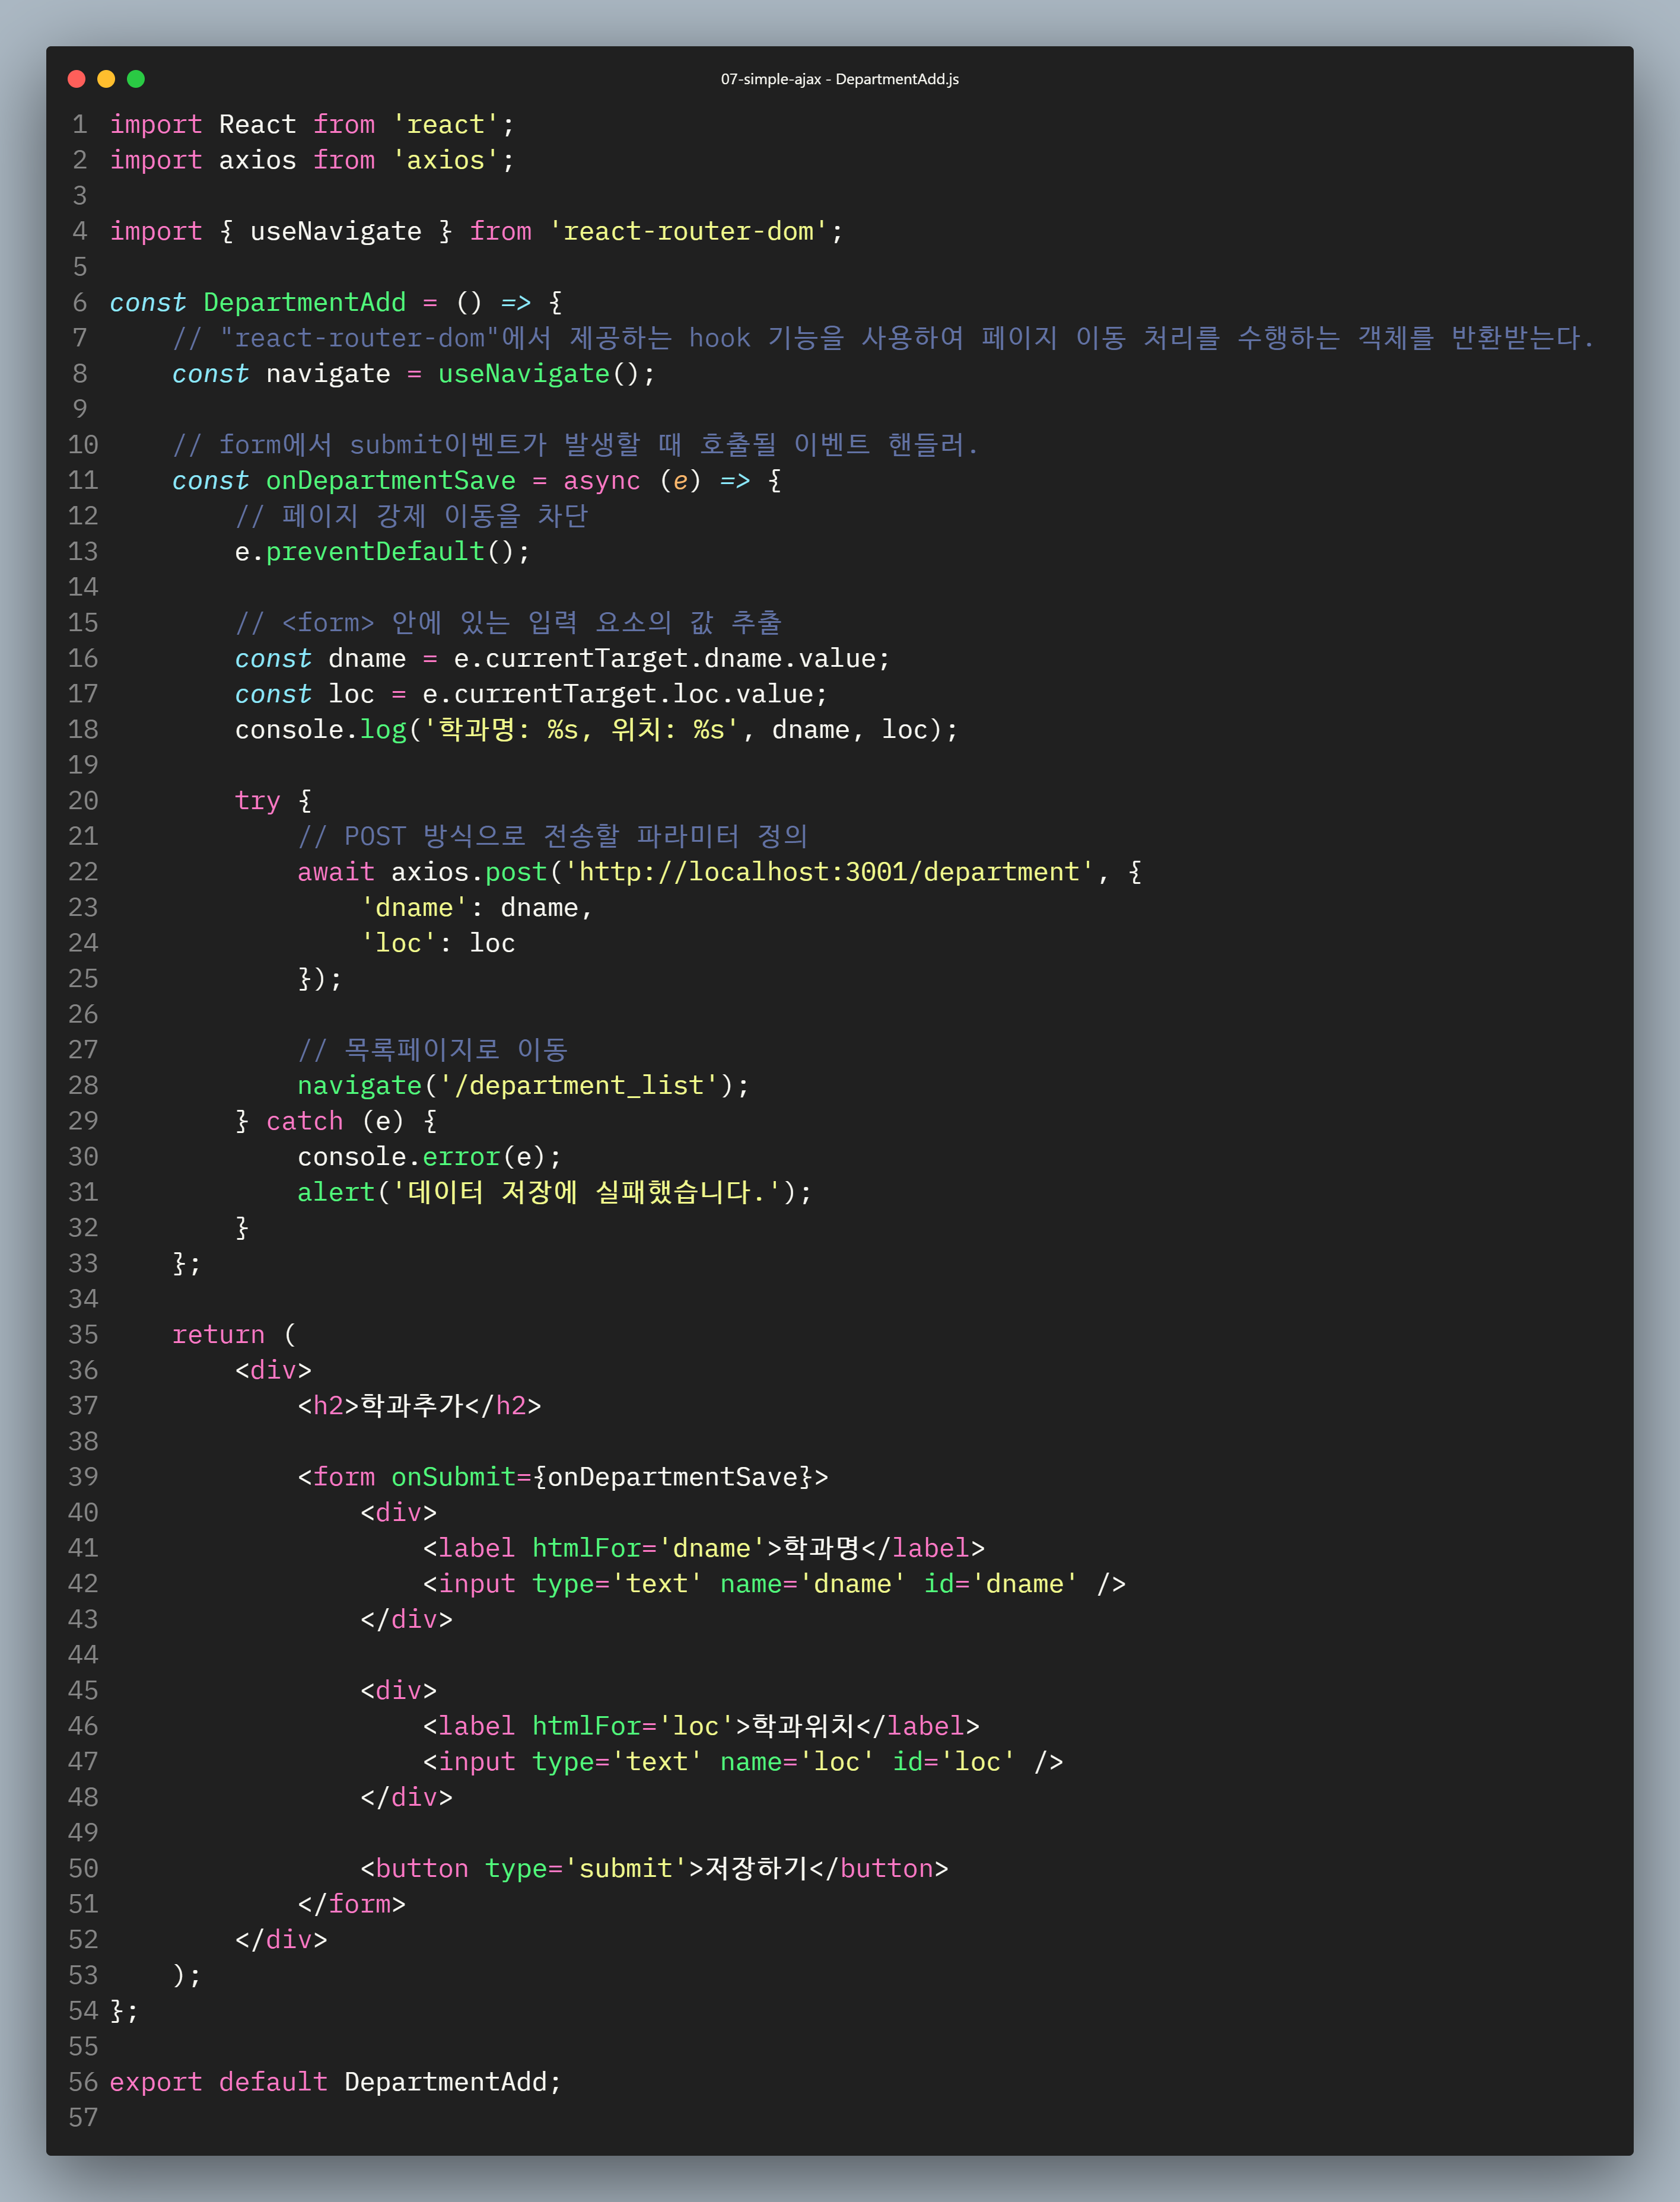 07-simple-ajax - DepartmentAdd.js
1 import React from 'react';
2 import axios from 'axios';
3
4 import { useNavigate } from 'react-router-dom';
5
6 const DepartmentAdd = () => {
7     // "react-router-dom"에서 제공하는 hook 기능을 사용하여 페이지 이동 처리를 수행하는 객체를 반환받는다.
8     const navigate = useNavigate();
9
10     // form에서 submit이벤트가 발생할 때 호출될 이벤트 핸들러.
11     const onDepartmentSave = async (e) => {
12         // 페이지 강제 이동을 차단
13         e.preventDefault();
14
15         // <form> 안에 있는 입력 요소의 값 추출
16         const dname = e.currentTarget.dname.value;
17         const loc = e.currentTarget.loc.value;
18         console.log('학과명: %s, 위치: %s', dname, loc);
19
20         try {
21             // POST 방식으로 전송할 파라미터 정의
22             await axios.post('http://localhost:3001/department', {
23                 'dname': dname,
24                 'loc': loc
25             });
26
27             // 목록페이지로 이동
28             navigate('/department_list');
29         } catch (e) {
30             console.error(e);
31             alert('데이터 저장에 실패했습니다.');
32         }
33     };
34
35     return (
36         <div>
37             <h2>학과추가</h2>
38
39             <form onSubmit={onDepartmentSave}>
40                 <div>
41                     <label htmlFor='dname'>학과명</label>
42                     <input type='text' name='dname' id='dname' />
43                 </div>
44
45                 <div>
46                     <label htmlFor='loc'>학과위치</label>
47                     <input type='text' name='loc' id='loc' />
48                 </div>
49
50                 <button type='submit'>저장하기</button>
51             </form>
52         </div>
53     );
54 };
55
56 export default DepartmentAdd;
57